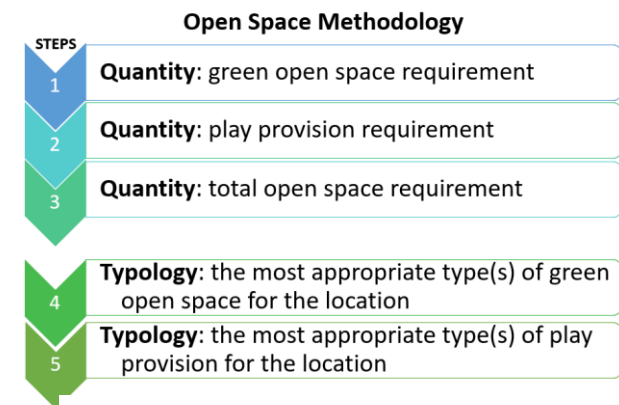 Open Space Methodology
STEPS
1
Quantity: green open space requirement
2
Quantity: play provision requirement
3
Quantity: total open space requirement
4
Typology: the most appropriate type(s) of green
open space for the location
5
Typology: the most appropriate type(s) of play
provision for the location